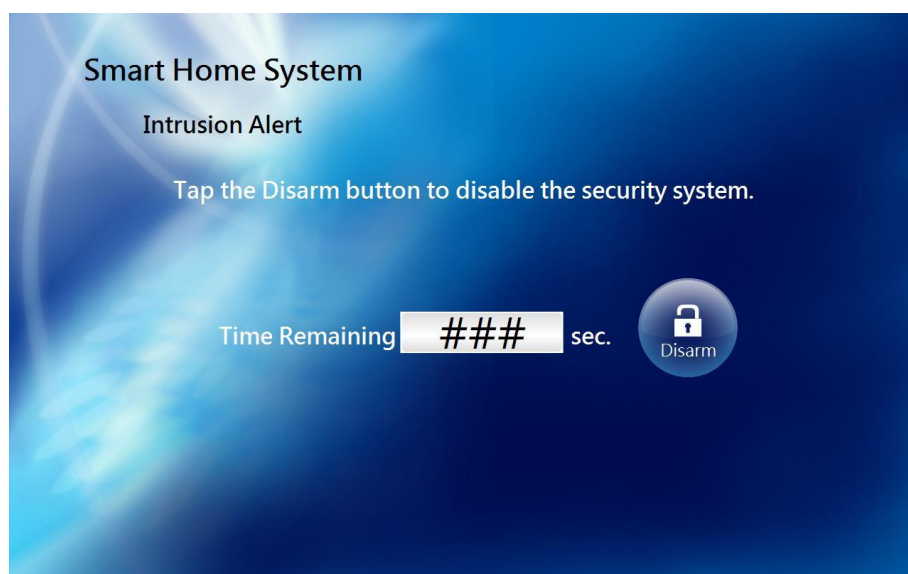 Smart Home System
Intrusion Alert
Tap the Disarm button to disable the security system.
Time Remaining ### sec.
Disarm